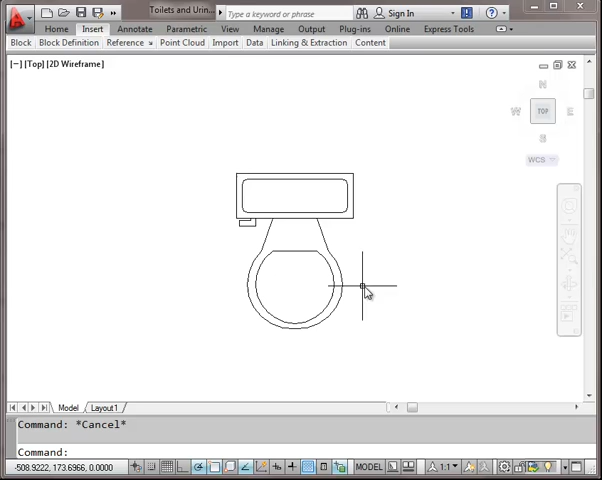 Toilets and Urin...
Type a keyword or phrase
Sign In
Home Insert Annotate Parametric View Manage Output Plug-ins Online Express Tools
Block Block Definition Reference Point Cloud Import Data Linking & Extraction Content
[−] [Top] [2D Wireframe]
N
W TOP E
S
WCS
Model Layout1
Command: *Cancel*
Command:
-508.9222, 173.6966, 0.0000 MODEL 1:1